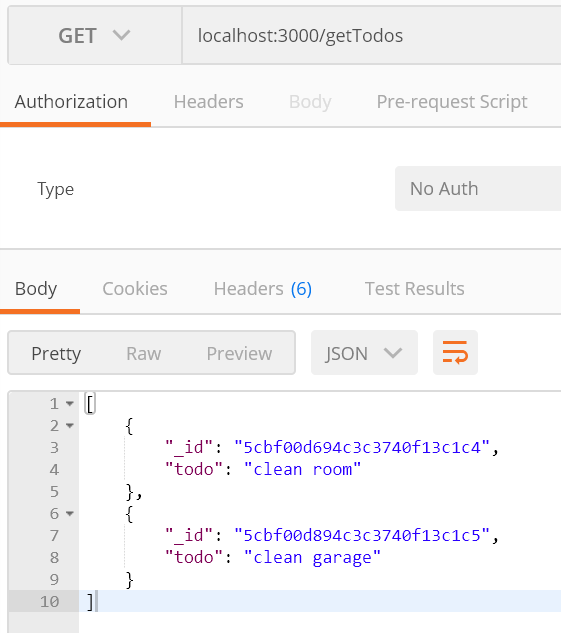 GET localhost:3000/getTodos
Authorization Headers Body Pre-request Script
Type No Auth
Body Cookies Headers (6) Test Results
Pretty Raw Preview JSON
1 [
2 {
3 "_id": "5cbf00d694c3c3740f13c1c4",
4 "todo": "clean room"
5 },
6 {
7 "_id": "5cbf00d894c3c3740f13c1c5",
8 "todo": "clean garage"
9 }
10 ]